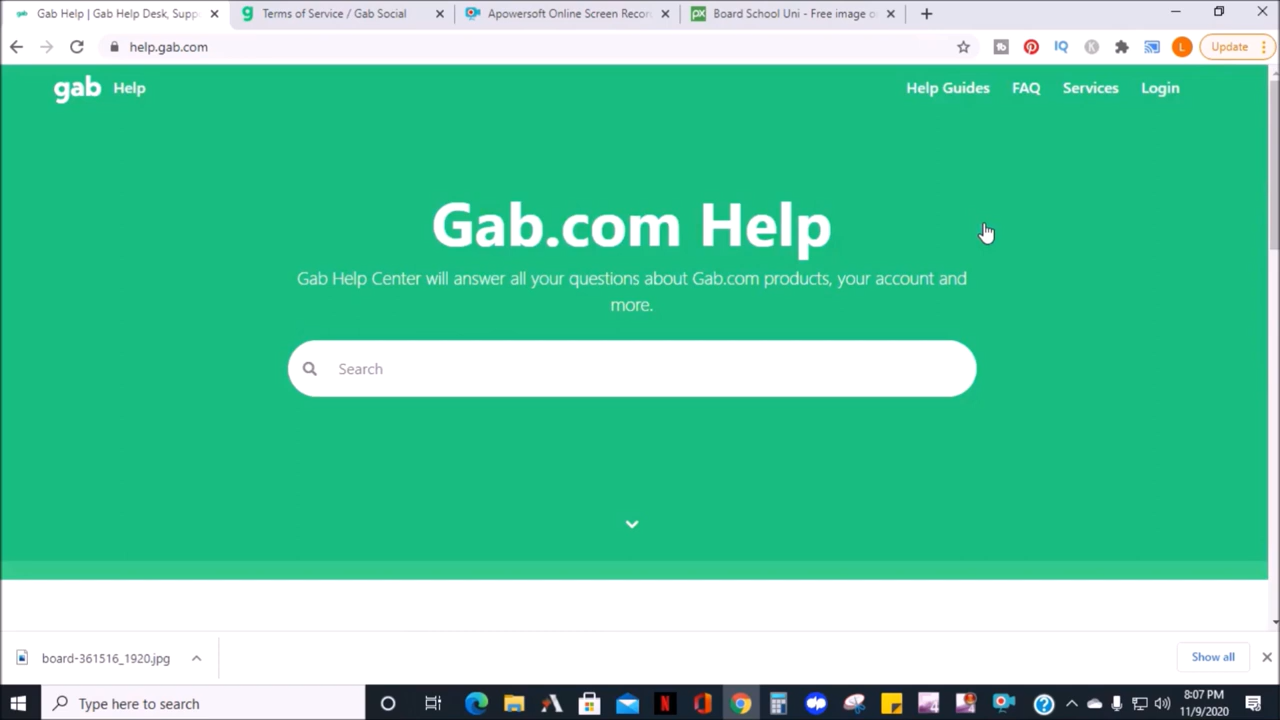 Gab Help | Gab Help Desk, Supp
Terms of Service / Gab Social
Apowersoft Online Screen Recor
Board School Uni - Free image o
help.gab.com
IQ
K
L
Update
gab Help
Help Guides
FAQ
Services
Login
Gab.com Help
Gab Help Center will answer all your questions about Gab.com products, your account and
more.
Search
board-361516_1920.jpg
Show all
Type here to search
8:07 PM
11/9/2020